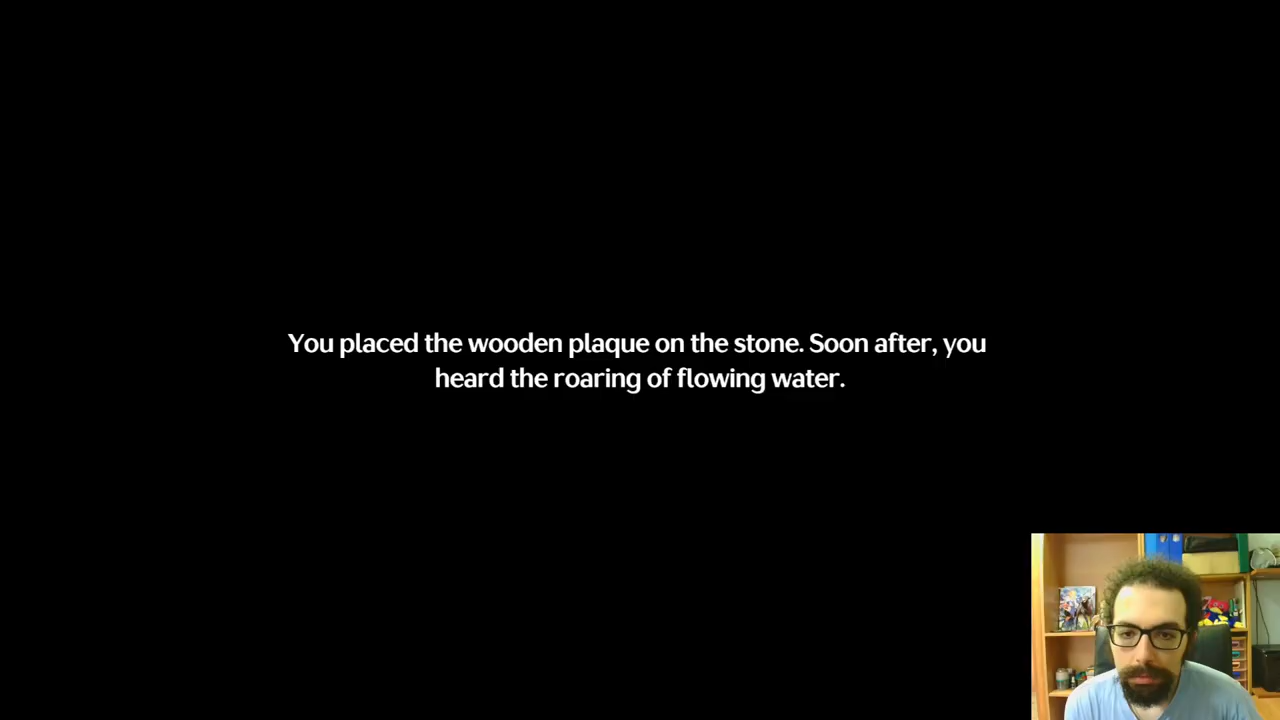 You placed the wooden plaque on the stone. Soon after, you
heard the roaring of flowing water.